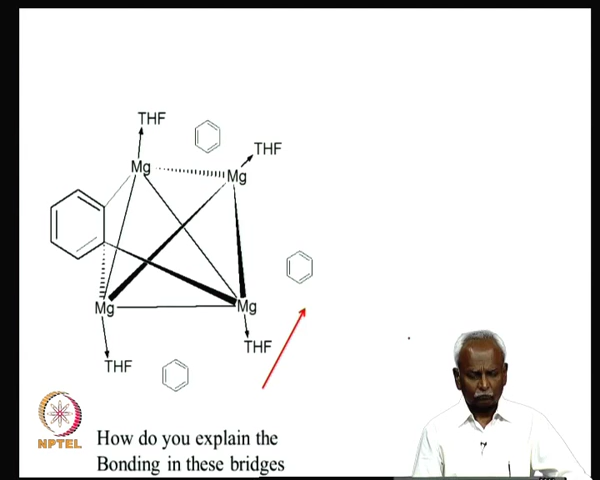 THF
THF
Mg
Mg
Mg
Mg
THF
THF
NPTEL
How do you explain the
Bonding in these bridges